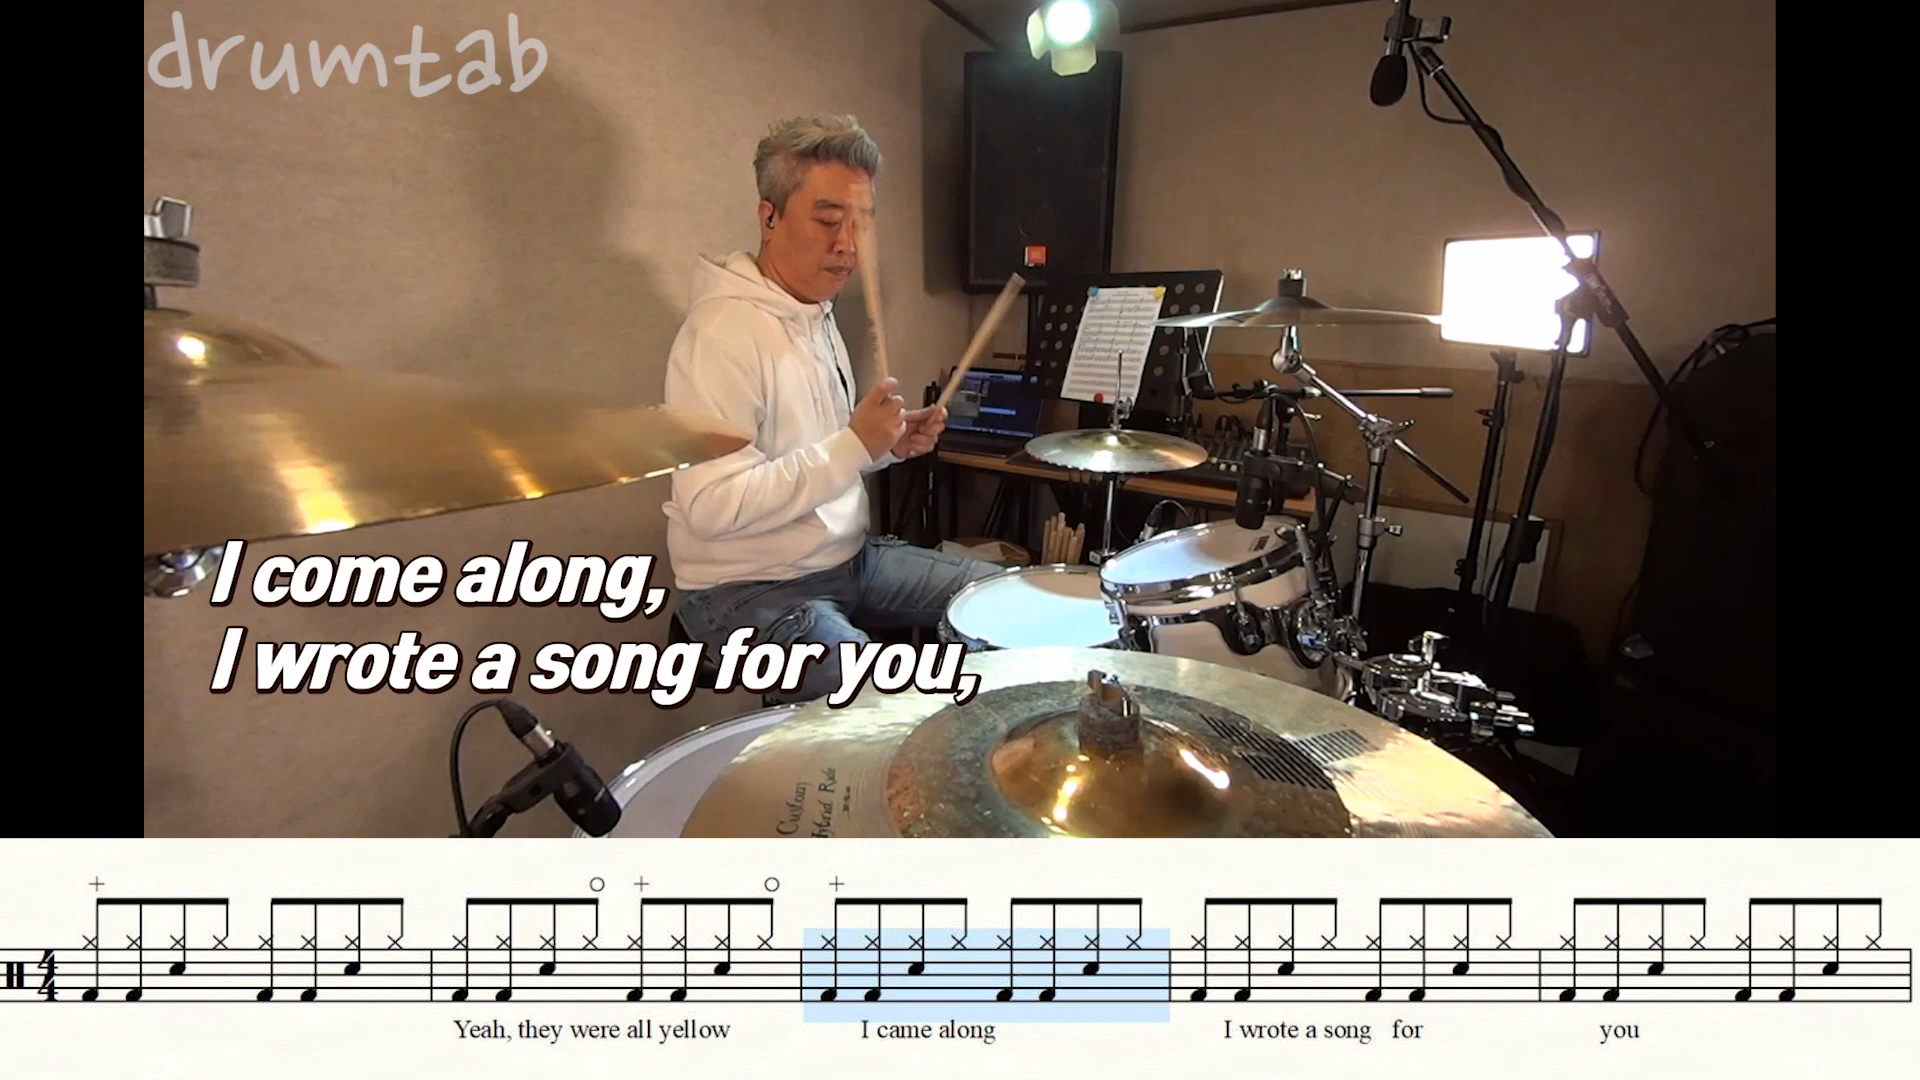 drumtab
I come along,
I wrote a song for you,
Custom
Hybrid Ride
Yeah, they were all yellow
I came along
I wrote a song for
you